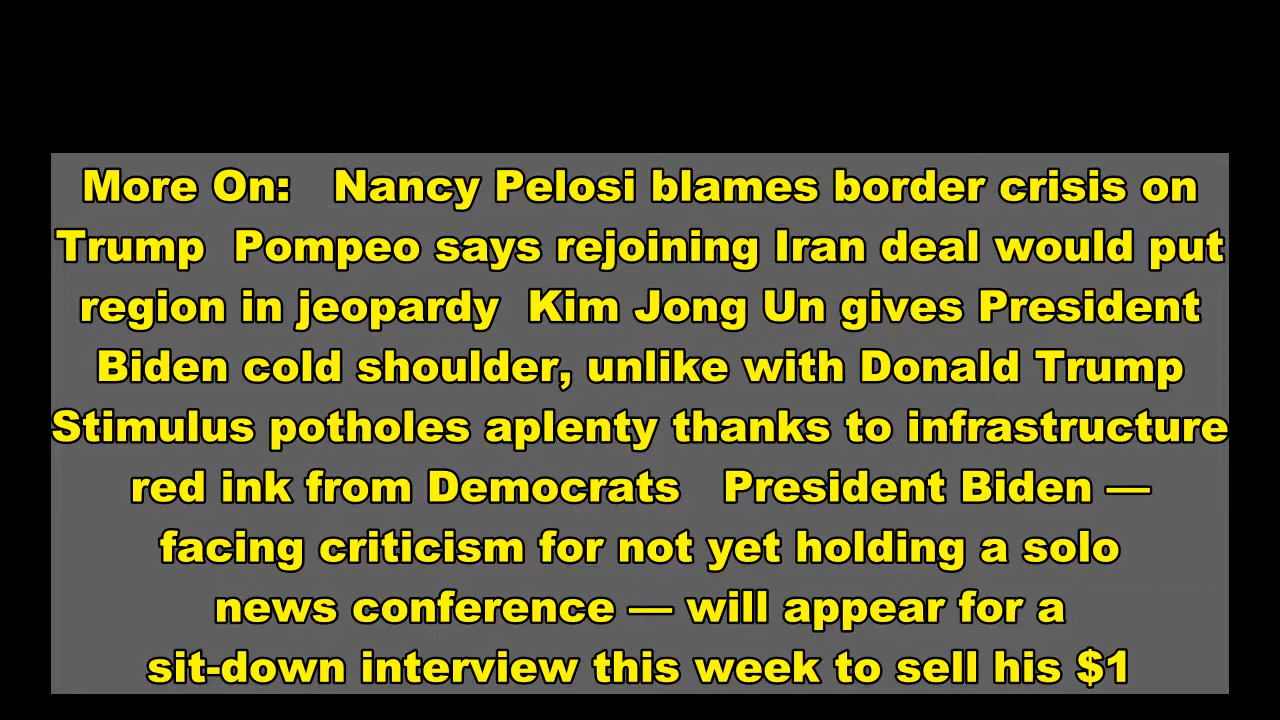 More On:   Nancy Pelosi blames border crisis on
Trump  Pompeo says rejoining Iran deal would put
region in jeopardy  Kim Jong Un gives President
Biden cold shoulder, unlike with Donald Trump
Stimulus potholes aplenty thanks to infrastructure
red ink from Democrats   President Biden —
facing criticism for not yet holding a solo
news conference — will appear for a
sit-down interview this week to sell his $1